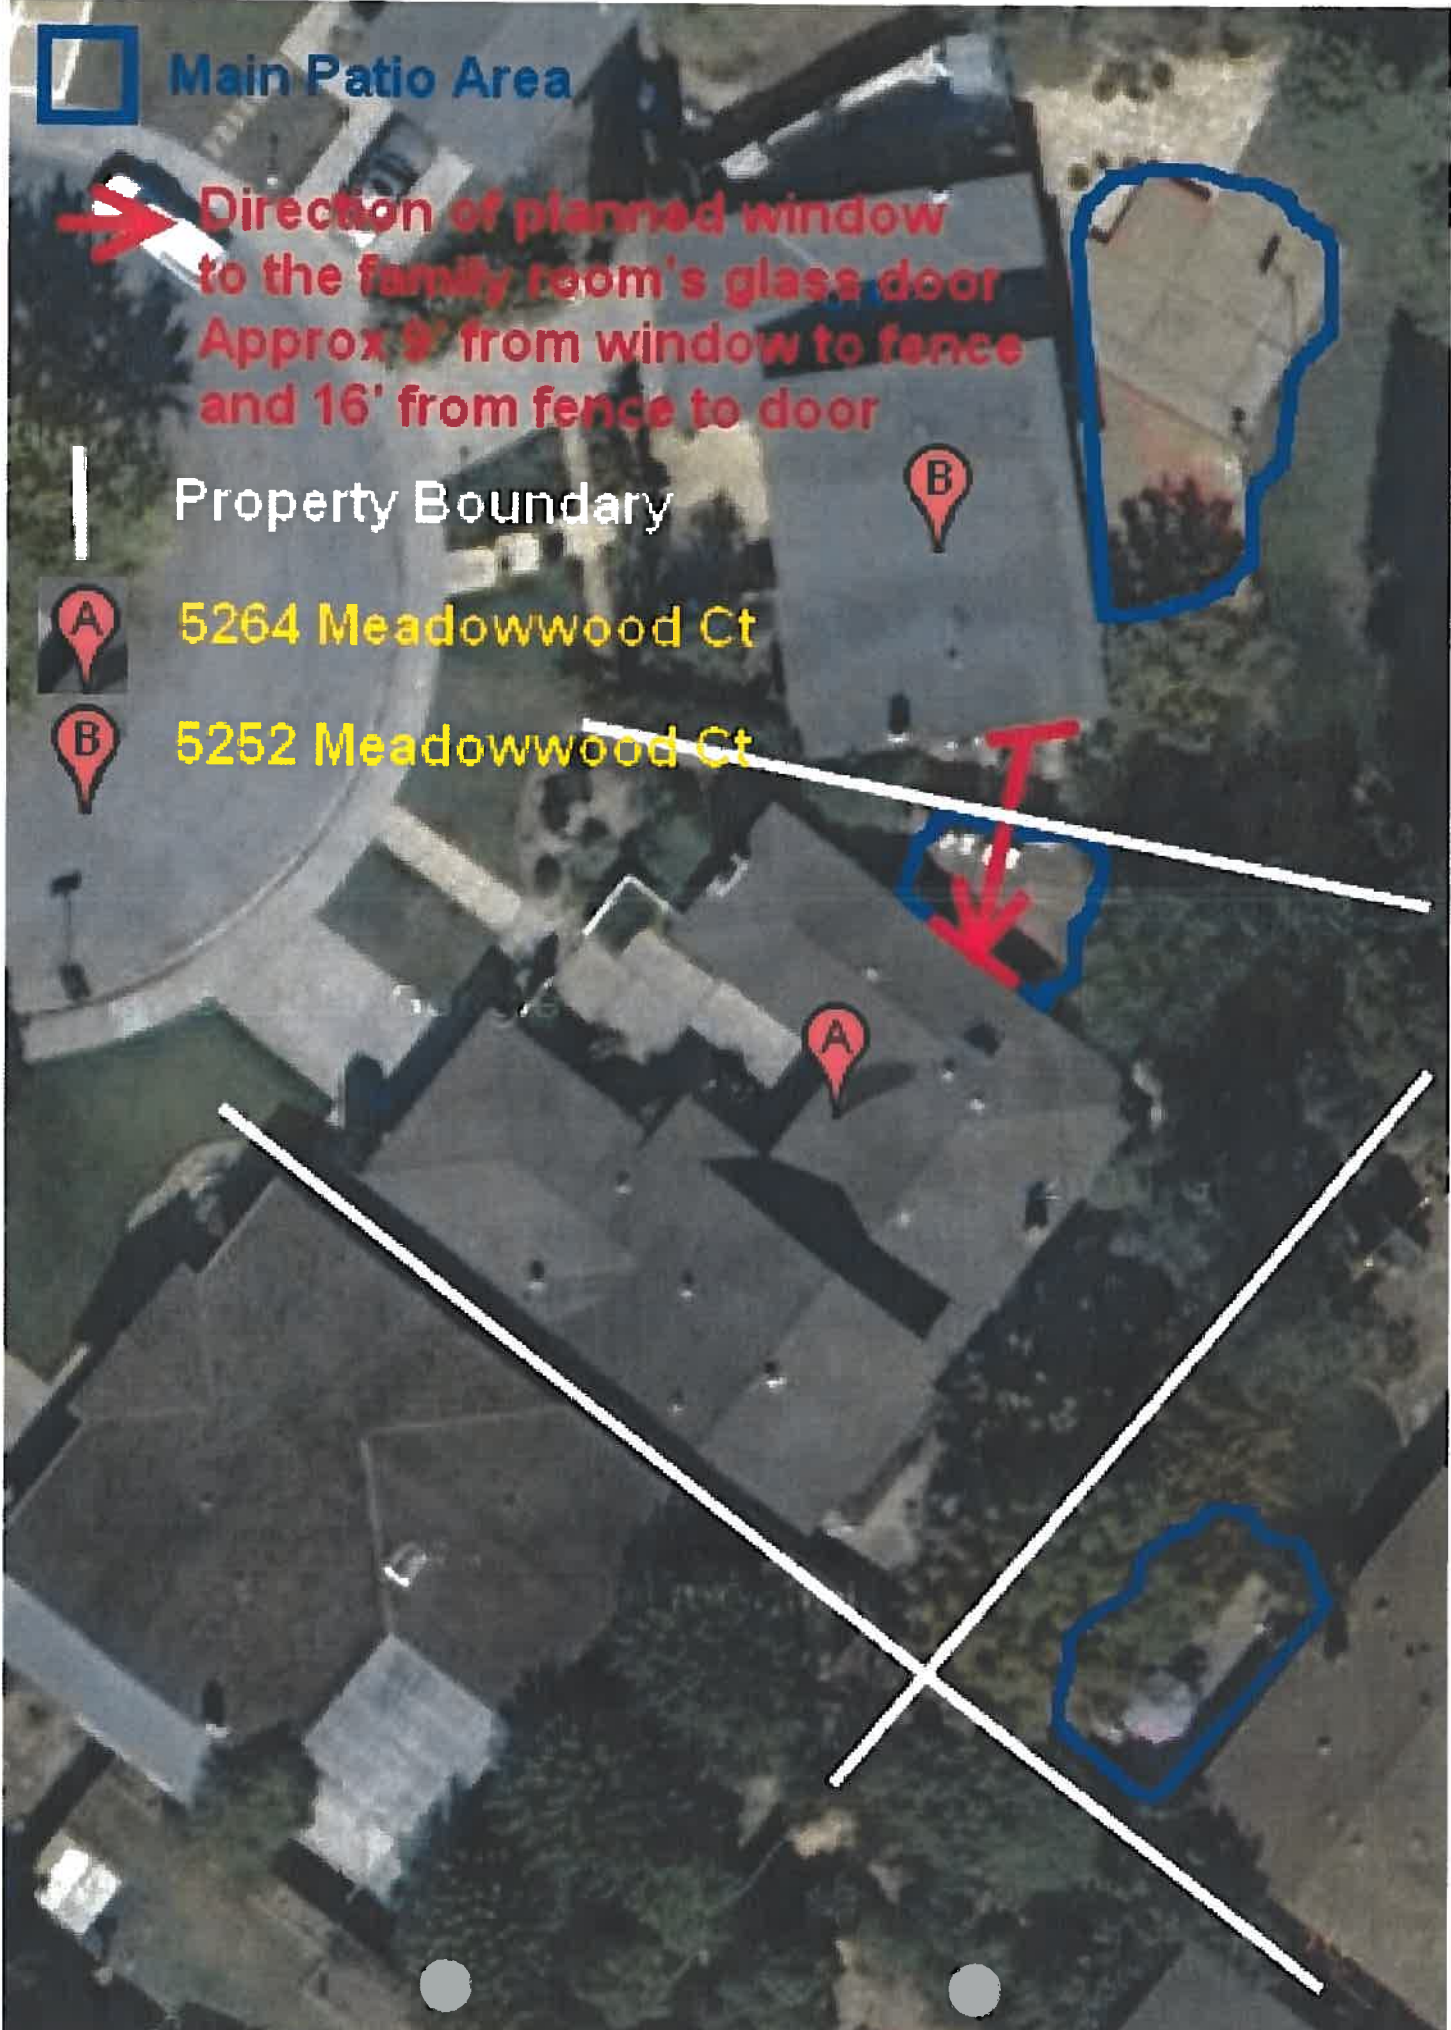 Main Patio Area
Direction of planned window
to the family room's glass door
Approx 9' from window to fence
and 16' from fence to door
Property Boundary
A
5264 Meadowwood Ct
B
5252 Meadowwood Ct
B
A